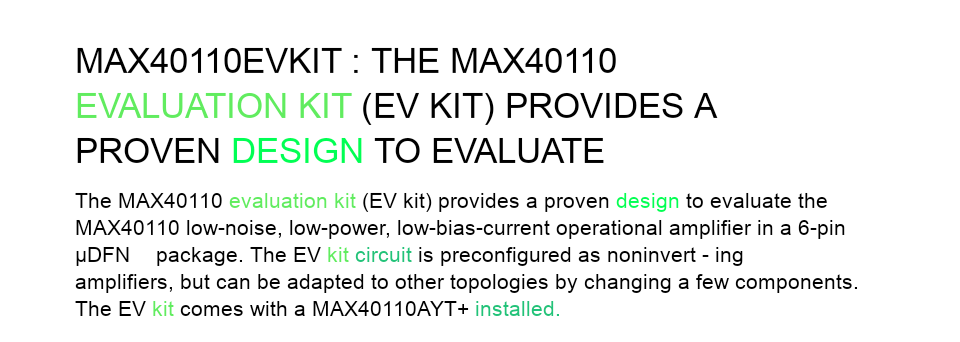 MAX40110EVKIT : THE MAX40110
EVALUATION KIT (EV KIT) PROVIDES A
PROVEN DESIGN TO EVALUATE
The MAX40110 evaluation kit (EV kit) provides a proven design to evaluate the
MAX40110 low-noise, low-power, low-bias-current operational amplifier in a 6-pin
µDFN package. The EV kit circuit is preconfigured as noninvert - ing
amplifiers, but can be adapted to other topologies by changing a few components.
The EV kit comes with a MAX40110AYT+ installed.